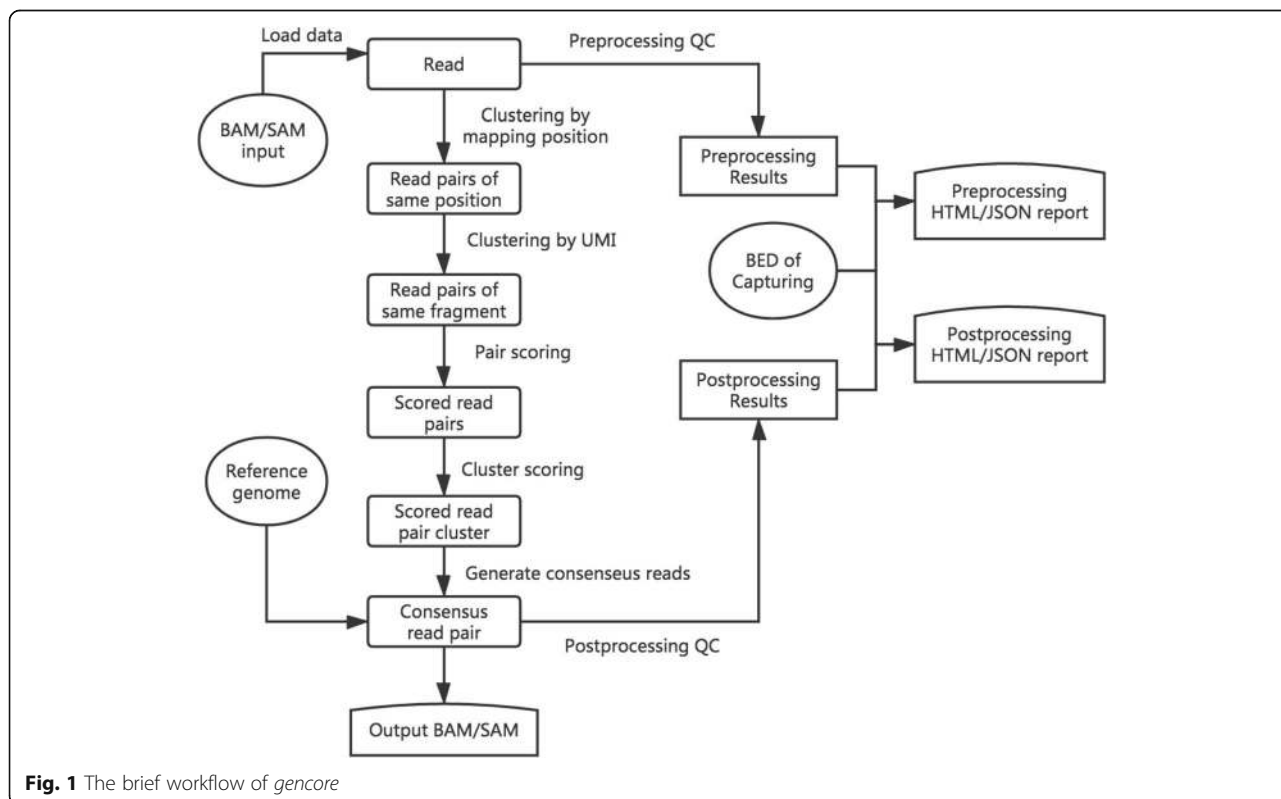 Load data
Read
Preprocessing QC
BAM/SAM
input
Clustering by
mapping position
Preprocessing
Results
Read pairs of
same position
Preprocessing
HTML/JSON report
Clustering by UMI
BED of
Capturing
Read pairs of
same fragment
Postprocessing
HTML/JSON report
Pair scoring
Postprocessing
Results
Scored read
pairs
Cluster scoring
Reference
genome
Scored read
pair cluster
Generate consenseus reads
Consensus
read pair
Postprocessing QC
Output BAM/SAM
Fig. 1 The brief workflow of gencore